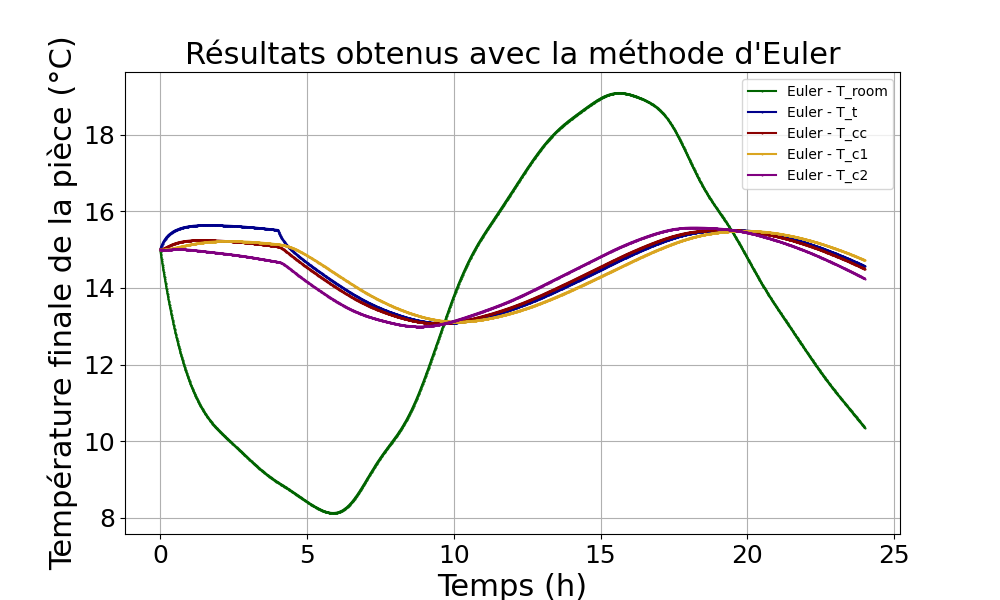 Résultats obtenus avec la méthode d'Euler
Température finale de la pièce (°C)
18
16
14
12
10
8
Euler - T_room
Euler - T_t
Euler - T_cc
Euler - T_c1
Euler - T_c2
0 5 10 15 20 25
Temps (h)